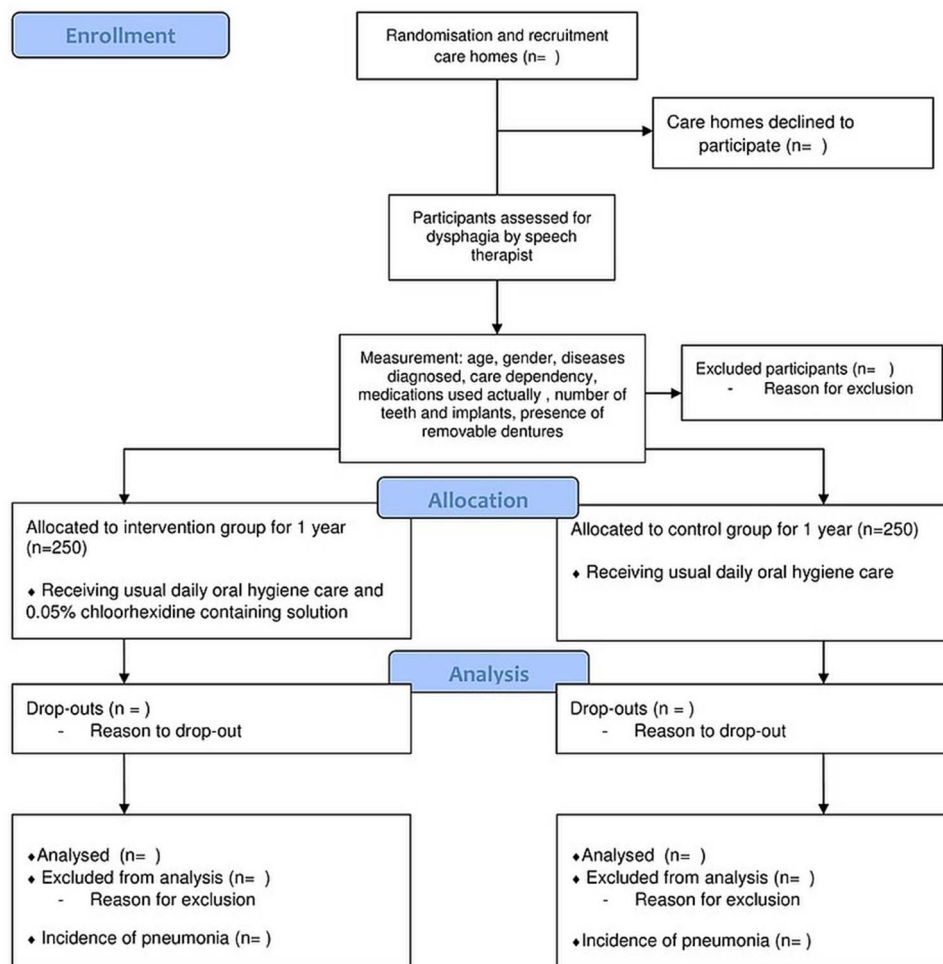 Enrollment
Randomisation and recruitment
care homes (n=  )
Care homes declined to
participate (n=  )
Participants assessed for
dysphagia by speech
therapist
Measurement: age, gender, diseases
diagnosed, care dependency,
medications used actually , number of
teeth and implants, presence of
removable dentures
Excluded participants (n=  )
- Reason for exclusion
Allocation
Allocated to intervention group for 1 year
(n=250)
♦ Receiving usual daily oral hygiene care and
0.05% chloorhexidine containing solution
Allocated to control group for 1 year (n=250)
♦ Receiving usual daily oral hygiene care
Analysis
Drop-outs (n = )
- Reason to drop-out
Drop-outs (n = )
- Reason to drop-out
♦Analysed (n=  )
♦ Excluded from analysis (n=  )
- Reason for exclusion
♦ Incidence of pneumonia (n= )
♦Analysed (n=  )
♦ Excluded from analysis (n=  )
- Reason for exclusion
♦Incidence of pneumonia (n= )